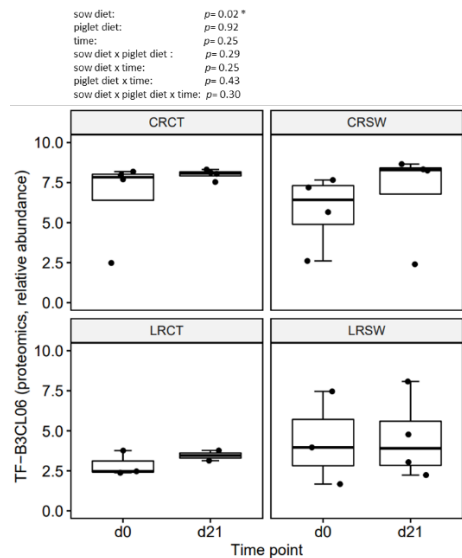 sow diet: p= 0.02 *
piglet diet: p= 0.92
time: p= 0.25
sow diet x piglet diet : p= 0.29
sow diet x time: p= 0.25
piglet diet x time: p= 0.43
sow diet x piglet diet x time: p= 0.30
CRCT CRSW
10.0
7.5
5.0
2.5
0.0
LRCT LRSW
10.0
7.5
5.0
2.5
0.0
TF-B3CL06 (proteomics, relative abundance)
d0 d21 d0 d21
Time point